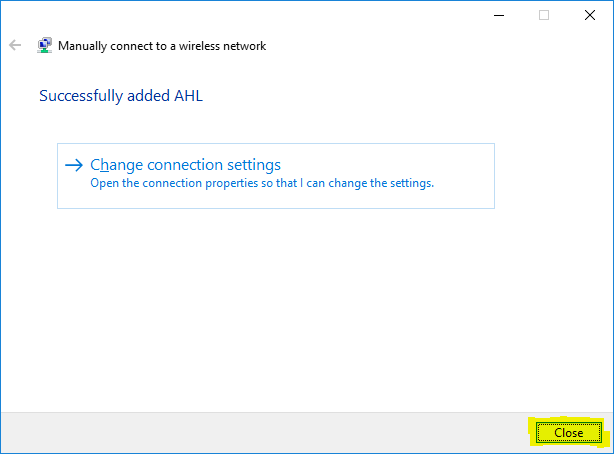 Manually connect to a wireless network
Successfully added AHL
Change connection settings
Open the connection properties so that I can change the settings.
Close